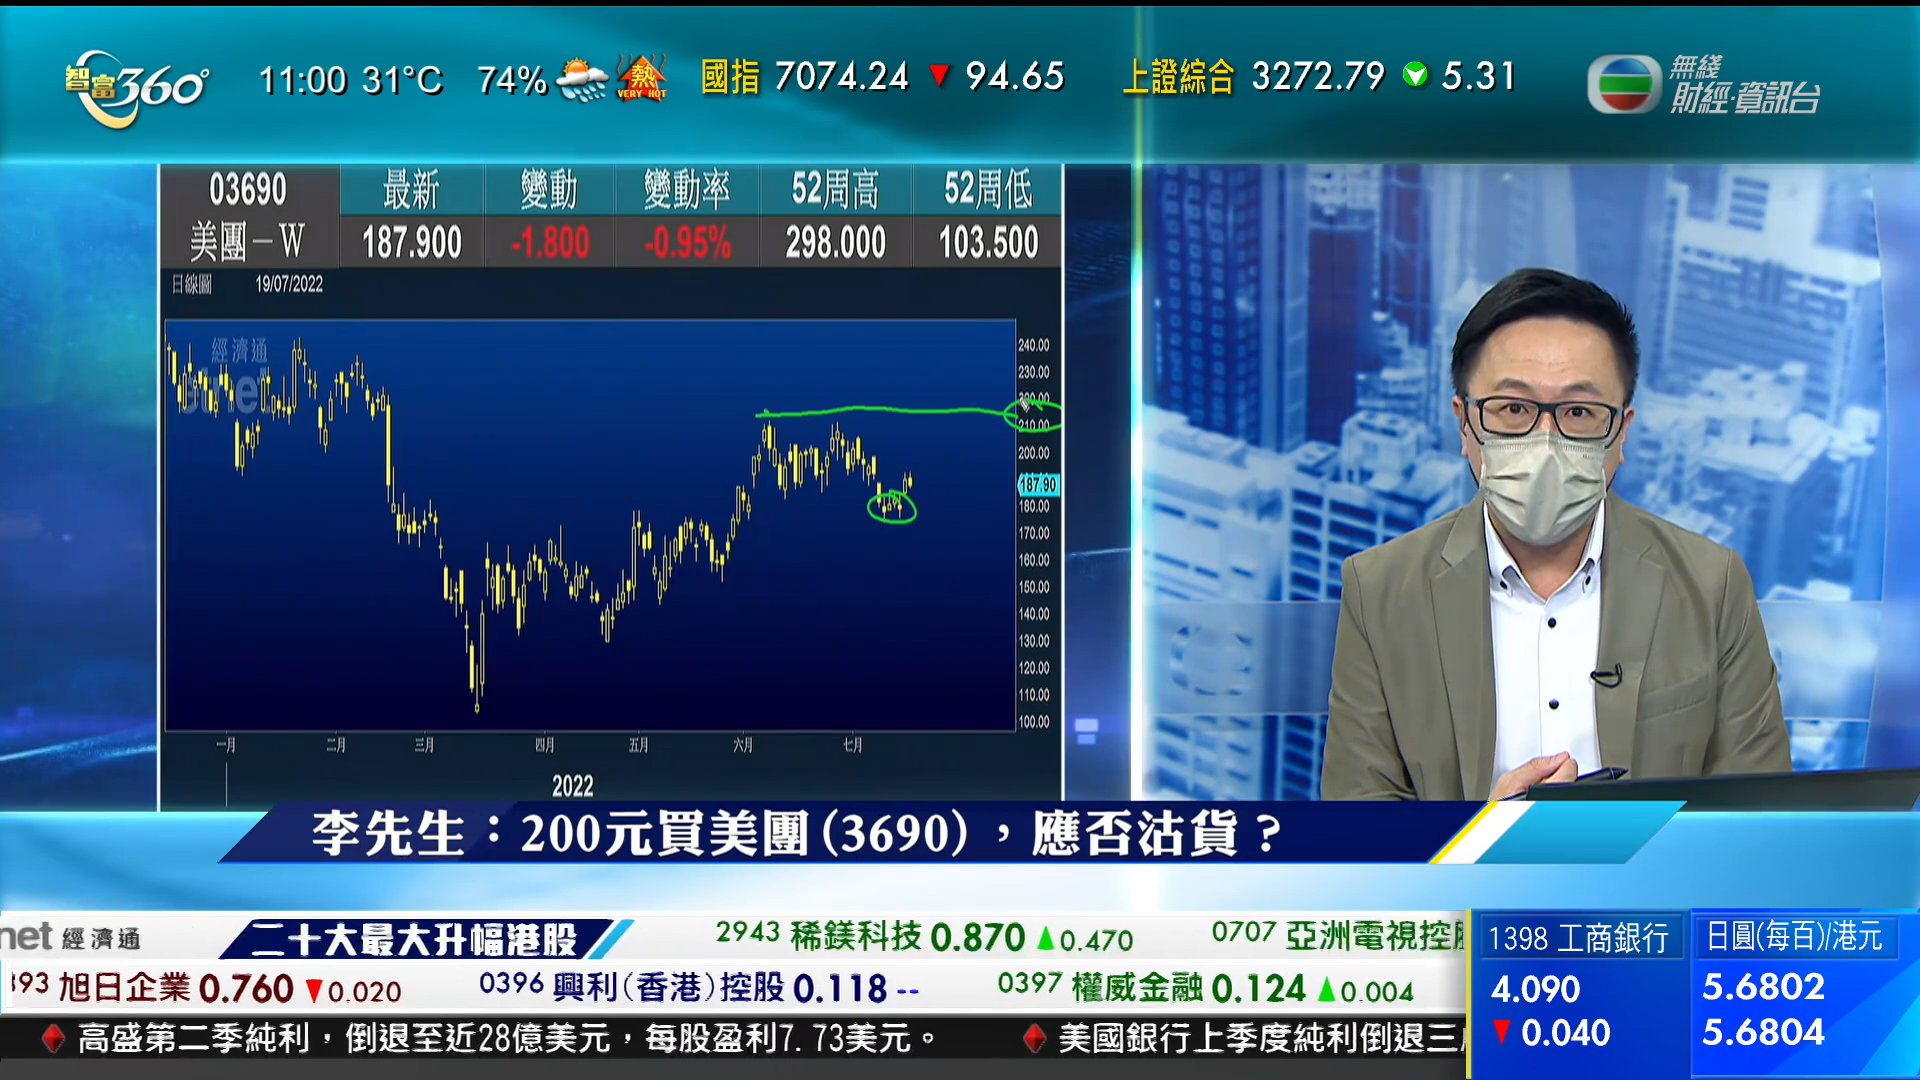 智富360°
11:00 31°C 74% 熱 VERY HOT 國指 7074.24 ▼ 94.65 上證綜合 3272.79 5.31
無綫
財經·資訊台
03690 最新 變動 變動率 52周高 52周低
美團－W 187.900 -1.800 -0.95% 298.000 103.500
日線圖 19/07/2022
經濟通
etnet
240.00
230.00
210.00
200.00
187.90
180.00
170.00
160.00
150.00
140.00
130.00
120.00
110.00
100.00
一月 二月 三月 四月 五月 六月 七月
2022
李先生：200元買美團(3690)，應否沽貨？
net 經濟通 二十大最大升幅港股 2943 稀鎂科技 0.870 ▲0.470 0707 亞洲電視控股
393 旭日企業 0.760 ▼0.020 0396 興利(香港)控股 0.118 -- 0397 權威金融 0.124 ▲0.004
高盛第二季純利，倒退至近28億美元，每股盈利7.73美元。 美國銀行上季度純利倒退三
1398 工商銀行
4.090
▼ 0.040
日圓(每百)/港元
5.6802
5.6804